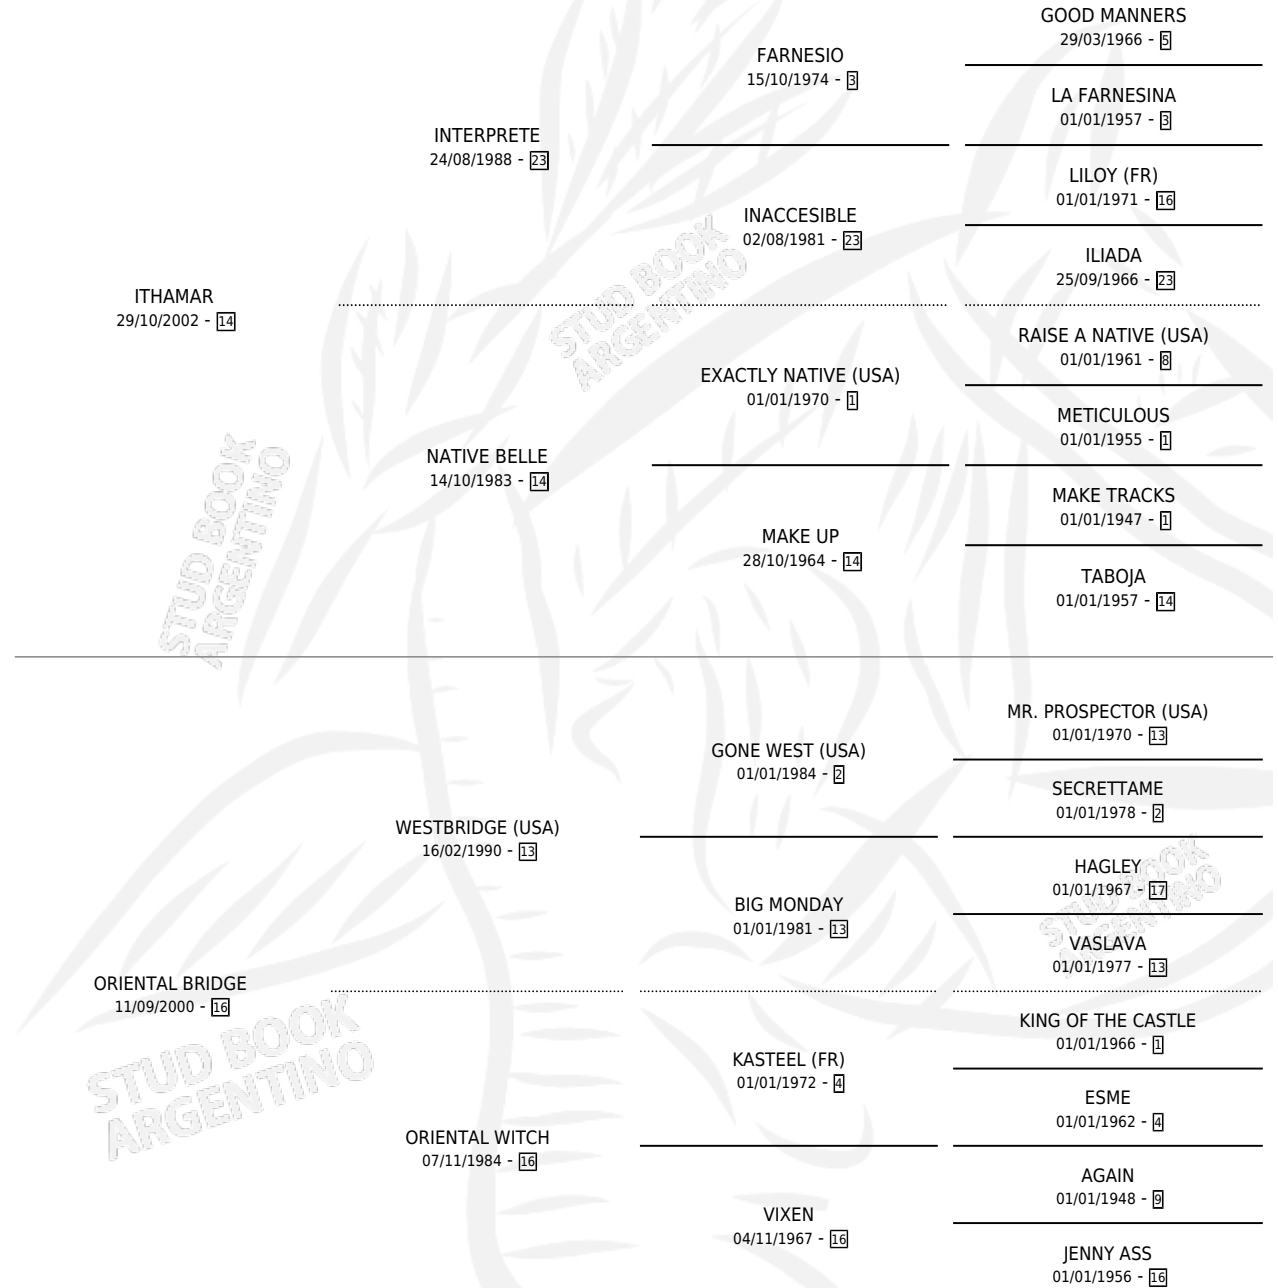 GOOD MANNERS
29/03/1966 - 5
FARNESIO
15/10/1974 - 3
LA FARNESINA
01/01/1957 - 3
INTERPRETE
24/08/1988 - 23
LILOY (FR)
01/01/1971 - 16
INACCESIBLE
02/08/1981 - 23
ILIADA
25/09/1966 - 23
ITHAMAR
29/10/2002 - 14
RAISE A NATIVE (USA)
01/01/1961 - 8
EXACTLY NATIVE (USA)
01/01/1970 - 1
METICULOUS
01/01/1955 - 1
NATIVE BELLE
14/10/1983 - 14
MAKE TRACKS
01/01/1947 - 1
MAKE UP
28/10/1964 - 14
TABOJA
01/01/1957 - 14
MR. PROSPECTOR (USA)
01/01/1970 - 13
GONE WEST (USA)
01/01/1984 - 2
SECRETTAME
01/01/1978 - 2
WESTBRIDGE (USA)
16/02/1990 - 13
HAGLEY
01/01/1967 - 17
BIG MONDAY
01/01/1981 - 13
VASLAVA
01/01/1977 - 13
ORIENTAL BRIDGE
11/09/2000 - 16
KING OF THE CASTLE
01/01/1966 - 1
KASTEEL (FR)
01/01/1972 - 4
ESME
01/01/1962 - 4
ORIENTAL WITCH
07/11/1984 - 16
AGAIN
01/01/1948 - 9
VIXEN
04/11/1967 - 16
JENNY ASS
01/01/1956 - 16
STUD BOOK
ARGENTINO
STUD BOOK
ARGENTINO
STUD BOOK
ARGENTINO
STUD BOOK
ARGENTINO